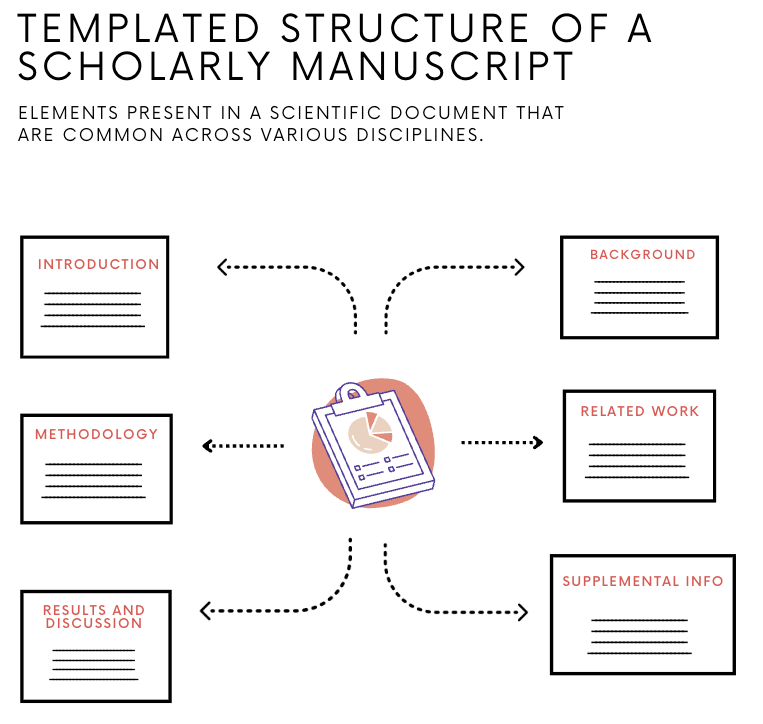 TEMPLATED STRUCTURE OF A
SCHOLARLY MANUSCRIPT
ELEMENTS PRESENT IN A SCIENTIFIC DOCUMENT THAT
ARE COMMON ACROSS VARIOUS DISCIPLINES.
INTRODUCTION
BACKGROUND
METHODOLOGY
RELATED WORK
RESULTS AND
DISCUSSION
SUPPLEMENTAL INFO